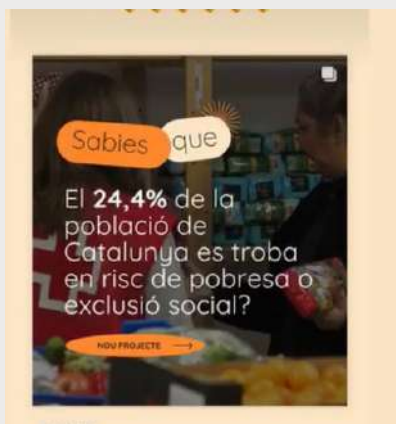 Sabies que
El 24,4% de la
població de
Catalunya es troba
en risc de pobresa o
exclusió social?
NOU PROJECTE